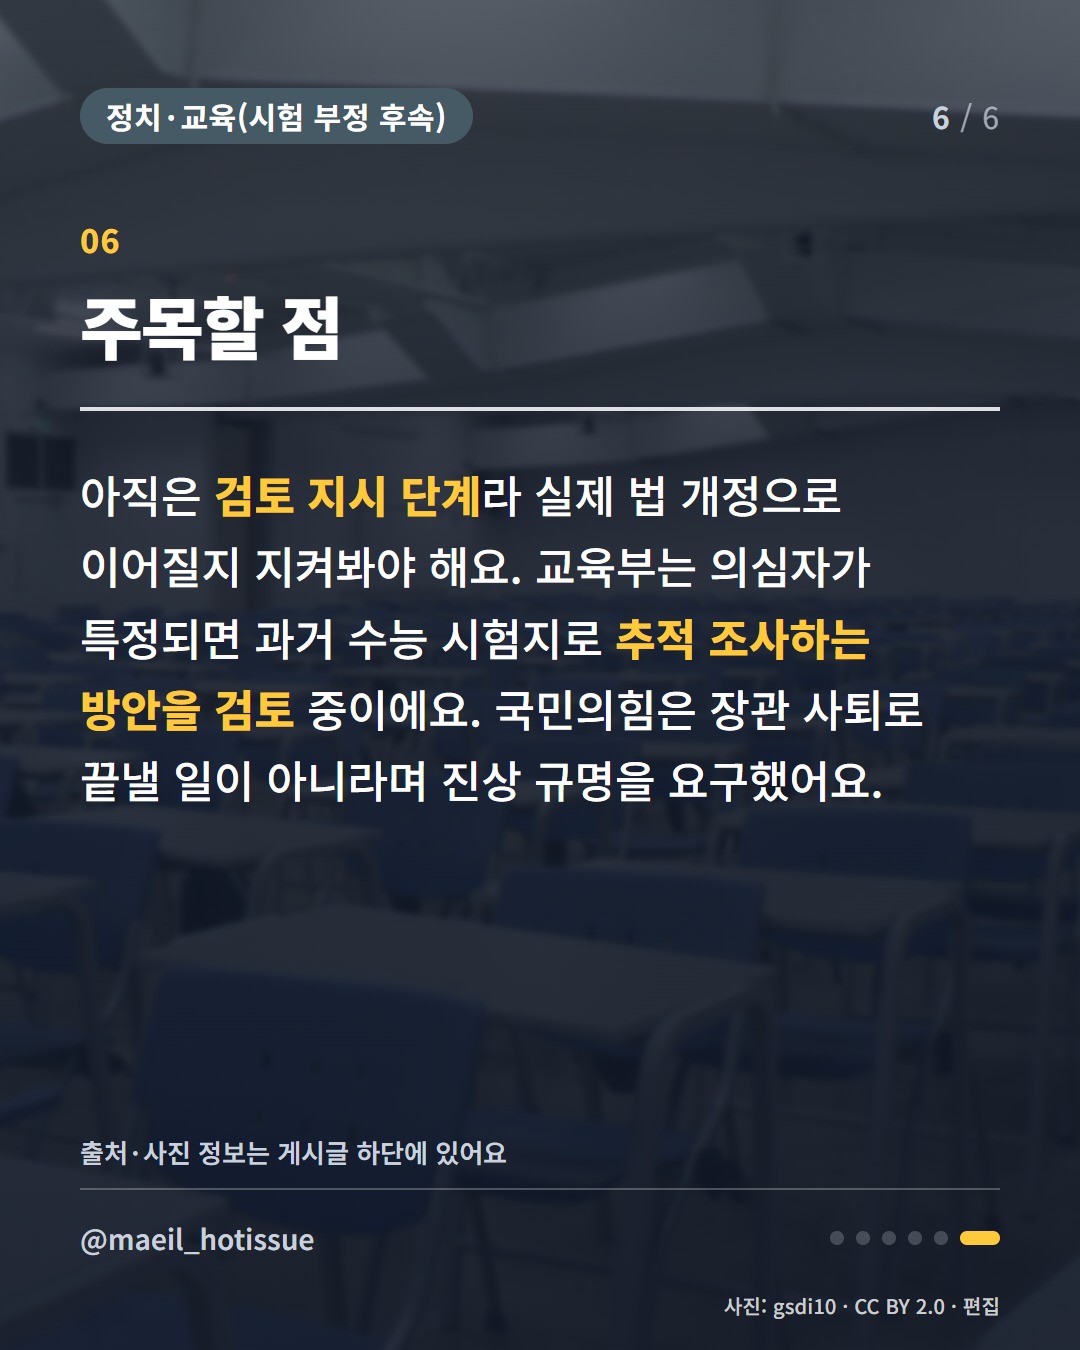 정치·교육(시험 부정 후속)
6 / 6
06
주목할 점
아직은 검토 지시 단계라 실제 법 개정으로
이어질지 지켜봐야 해요. 교육부는 의심자가
특정되면 과거 수능 시험지로 추적 조사하는
방안을 검토 중이에요. 국민의힘은 장관 사퇴로
끝낼 일이 아니라며 진상 규명을 요구했어요.
출처·사진 정보는 게시글 하단에 있어요
@maeil_hotissue
사진: gsdi10 · CC BY 2.0 · 편집